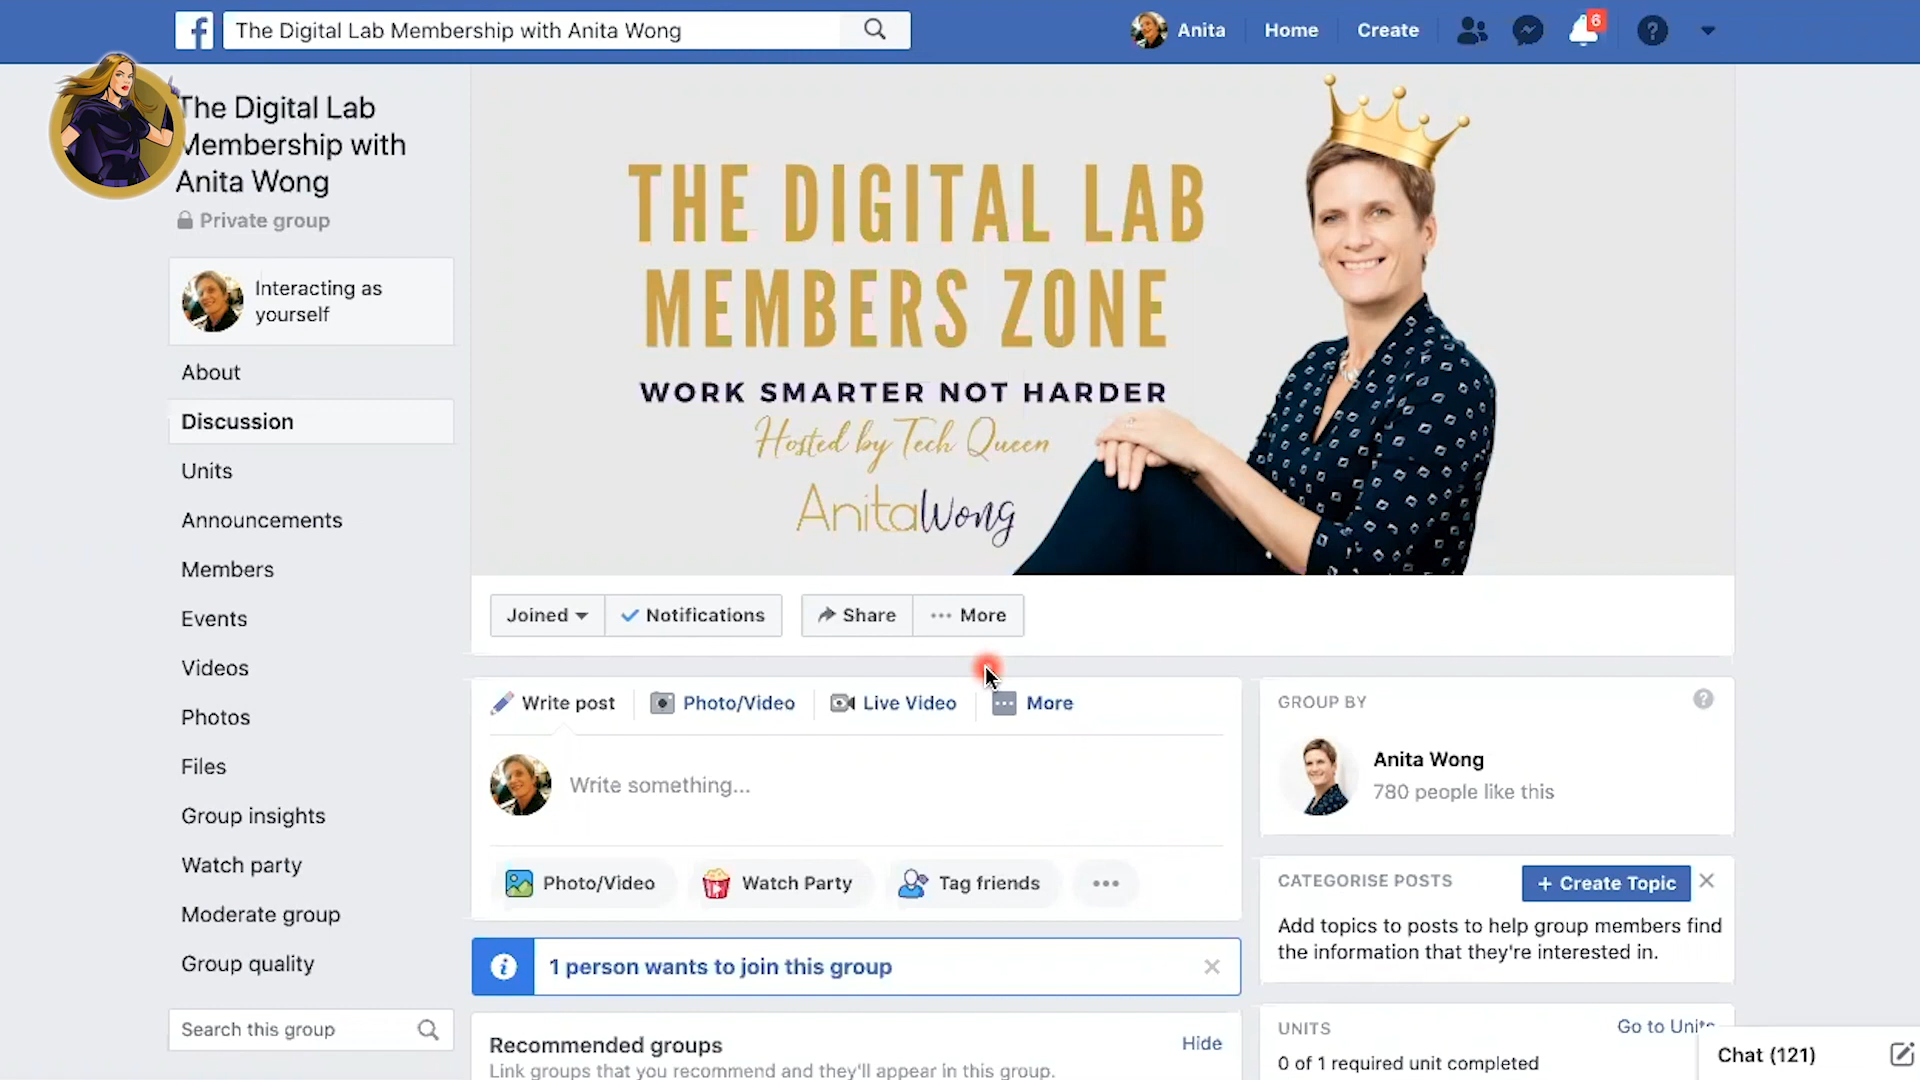 The Digital Lab Membership with Anita Wong
Anita
Home
Create
6
The Digital Lab
Membership with
Anita Wong
Private group
Interacting as
yourself
About
Discussion
Units
Announcements
Members
Events
Videos
Photos
Files
Group insights
Watch party
Moderate group
Group quality
Search this group
THE DIGITAL LAB
MEMBERS ZONE
WORK SMARTER NOT HARDER
Hosted by Tech Queen
AnitaWong
Joined
Notifications
Share
More
Write post
Photo/Video
Live Video
More
Write something...
Photo/Video
Watch Party
Tag friends
1 person wants to join this group
Recommended groups
Hide
Link groups that you recommend and they'll appear in this group.
GROUP BY
Anita Wong
780 people like this
CATEGORISE POSTS
+ Create Topic
Add topics to posts to help group members find
the information that they're interested in.
UNITS
Go to Units
0 of 1 required unit completed
Chat (121)